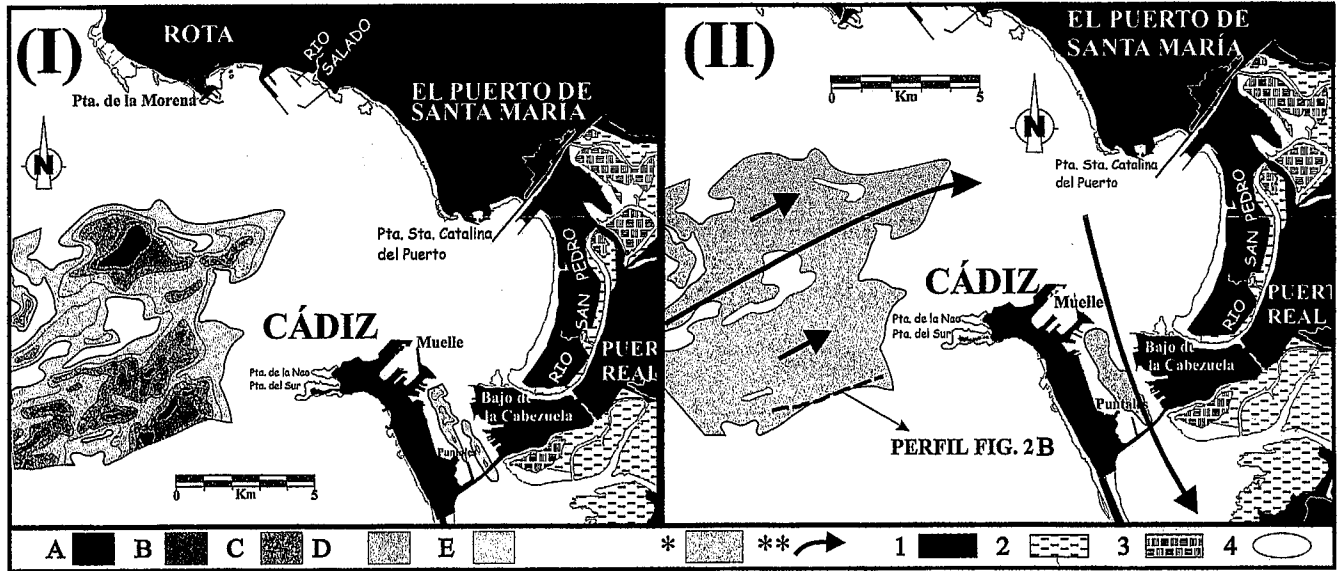 (I)
ROTA
RIO
SALADO
Pta. de la Morena
EL PUERTO DE
SANTA MARÍA
N
Pta. Sta. Catalina
del Puerto
RIO SAN PEDRO
CÁDIZ
Muelle
Pta. de la Nao
Pta. del Sur
Bajo de
la Cabezuela
PUER
REAL
0 Km 5
(II)
EL PUERTO DE
SANTA MARÍA
0 Km 5
N
Pta. Sta. Catalina
del Puerto
RIO SAN PEDRO
CÁDIZ
Muelle
Pta. de la Nao
Pta. del Sur
PUERT
REAL
Bajo de
la Cabezuela
Puntales
PERFIL FIG. 2B
A B C D E * ** 1 2 3 4